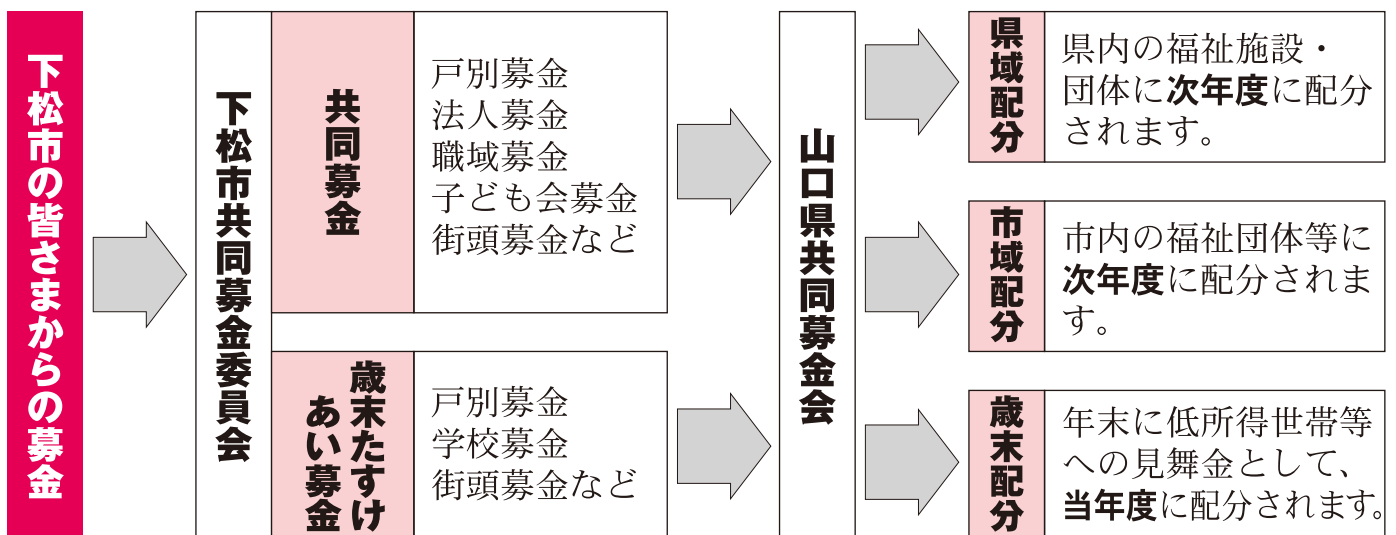 下松市の皆さまからの募金
下松市共同募金委員会
共同募金
戸別募金
法人募金
職域募金
子ども会募金
街頭募金など
歳末たすけ
あい募金
戸別募金
学校募金
街頭募金など
山口県共同募金会
県域配分
県内の福祉施設・
団体に次年度に配分
されます。
市域配分
市内の福祉団体等に
次年度に配分されま
す。
歳末配分
年末に低所得世帯等
への見舞金として、
当年度に配分されます。